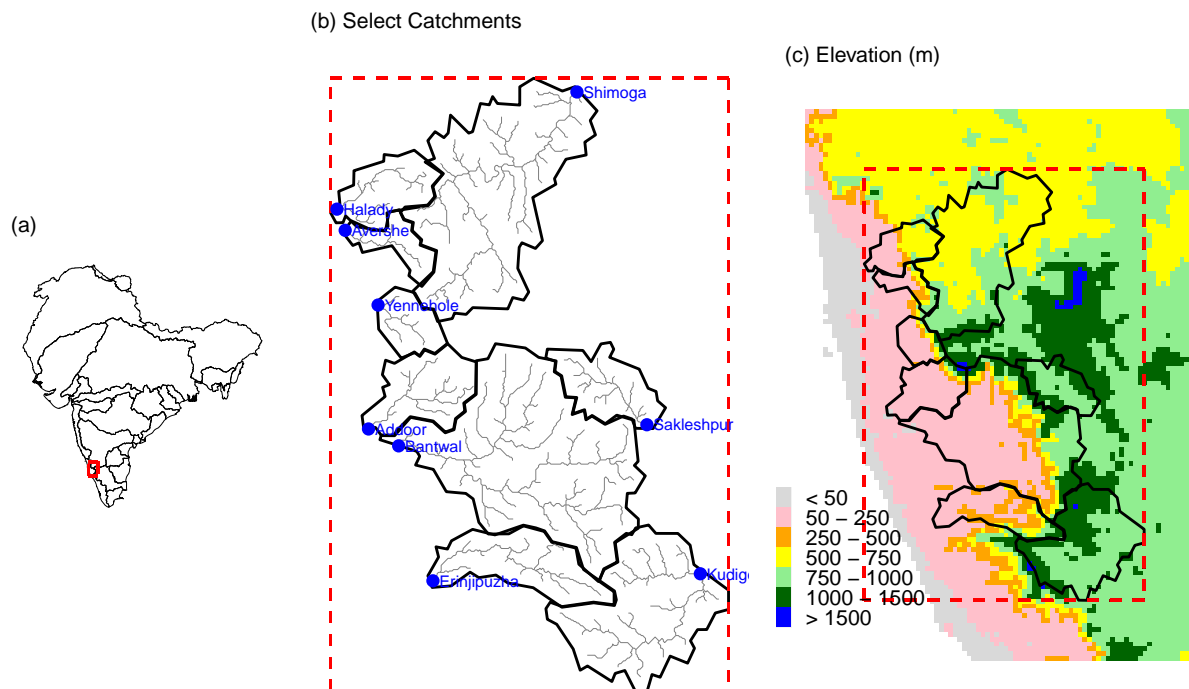 (b) Select Catchments
(c) Elevation (m)
Shimoga
Halady
(a)
Avershe
Yennehole
Addoor
Sakleshpur
Bantwal
< 50
50 − 250
250 − 500
500 − 750
750 − 1000
1000 − 1500
> 1500
Erinjipuzha
Kudige